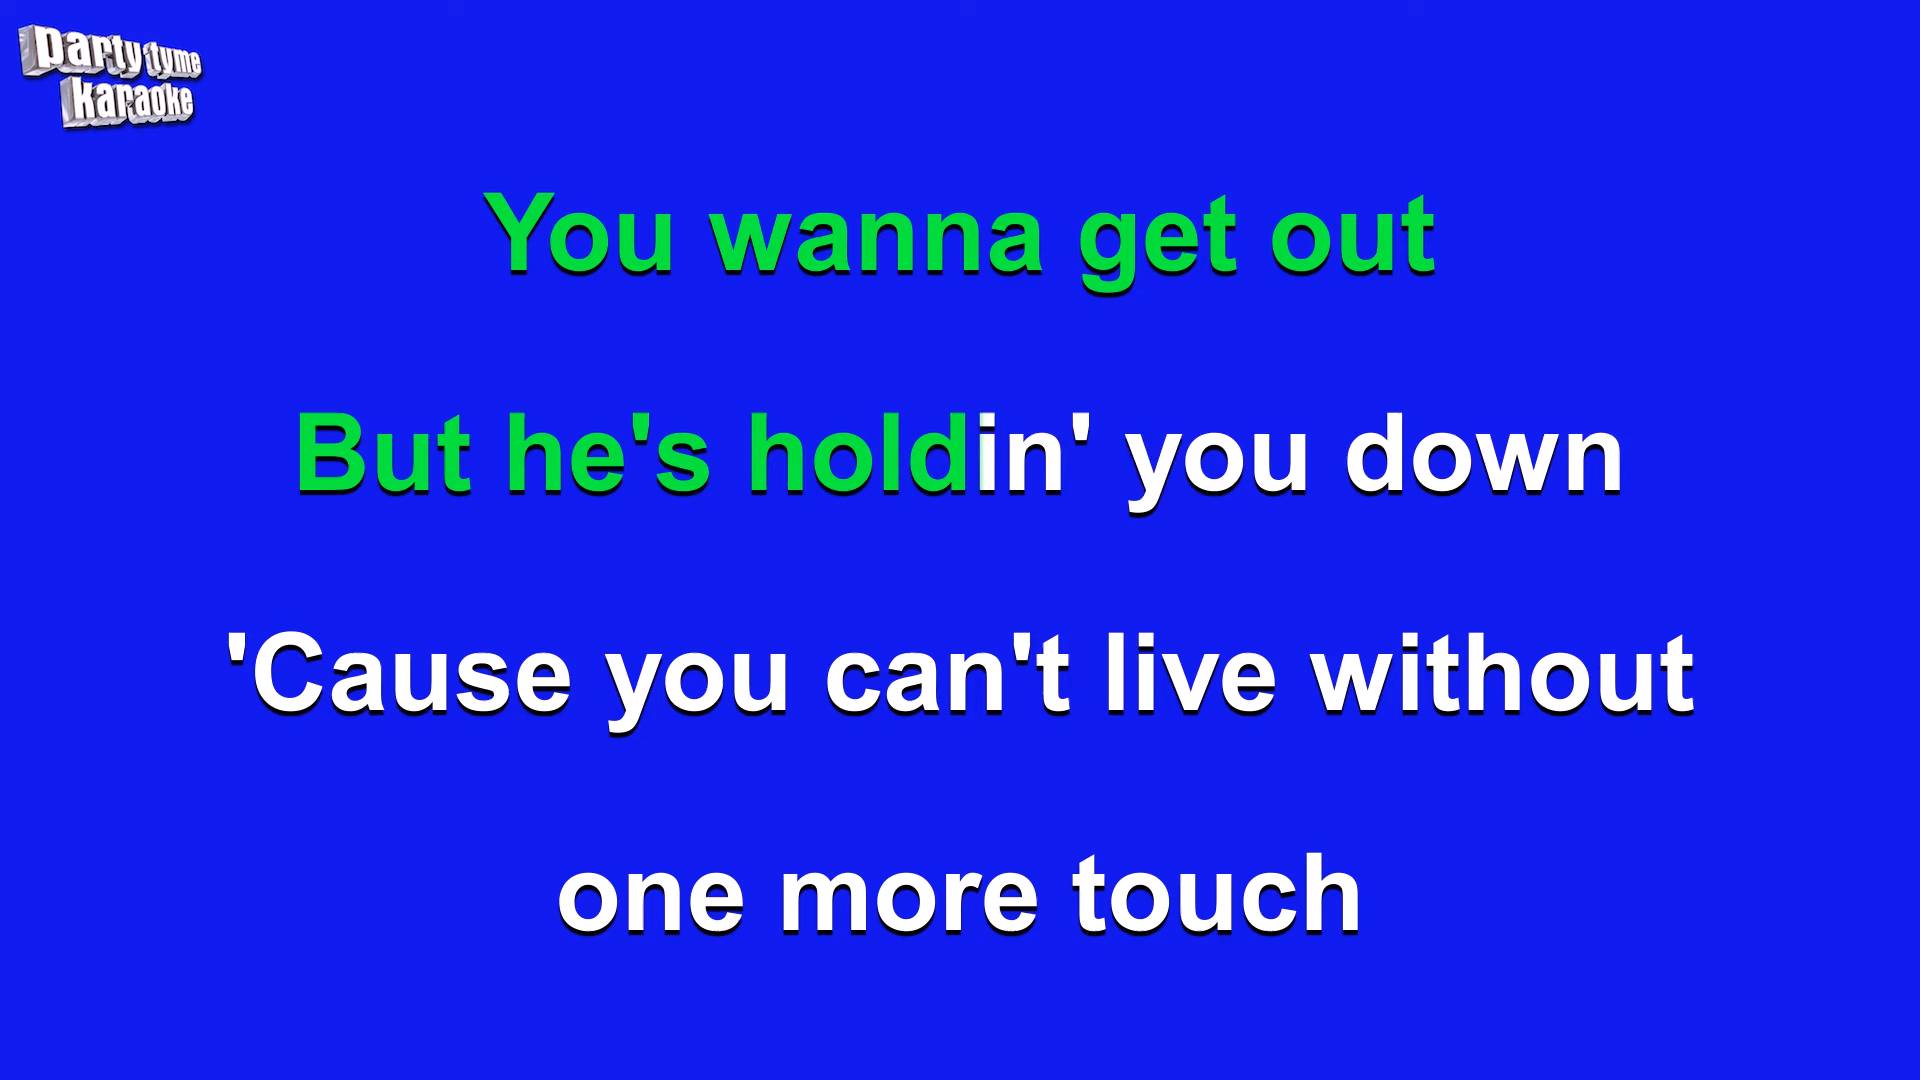 party tyme
karaoke
You wanna get out
But he's holdin' you down
'Cause you can't live without
one more touch